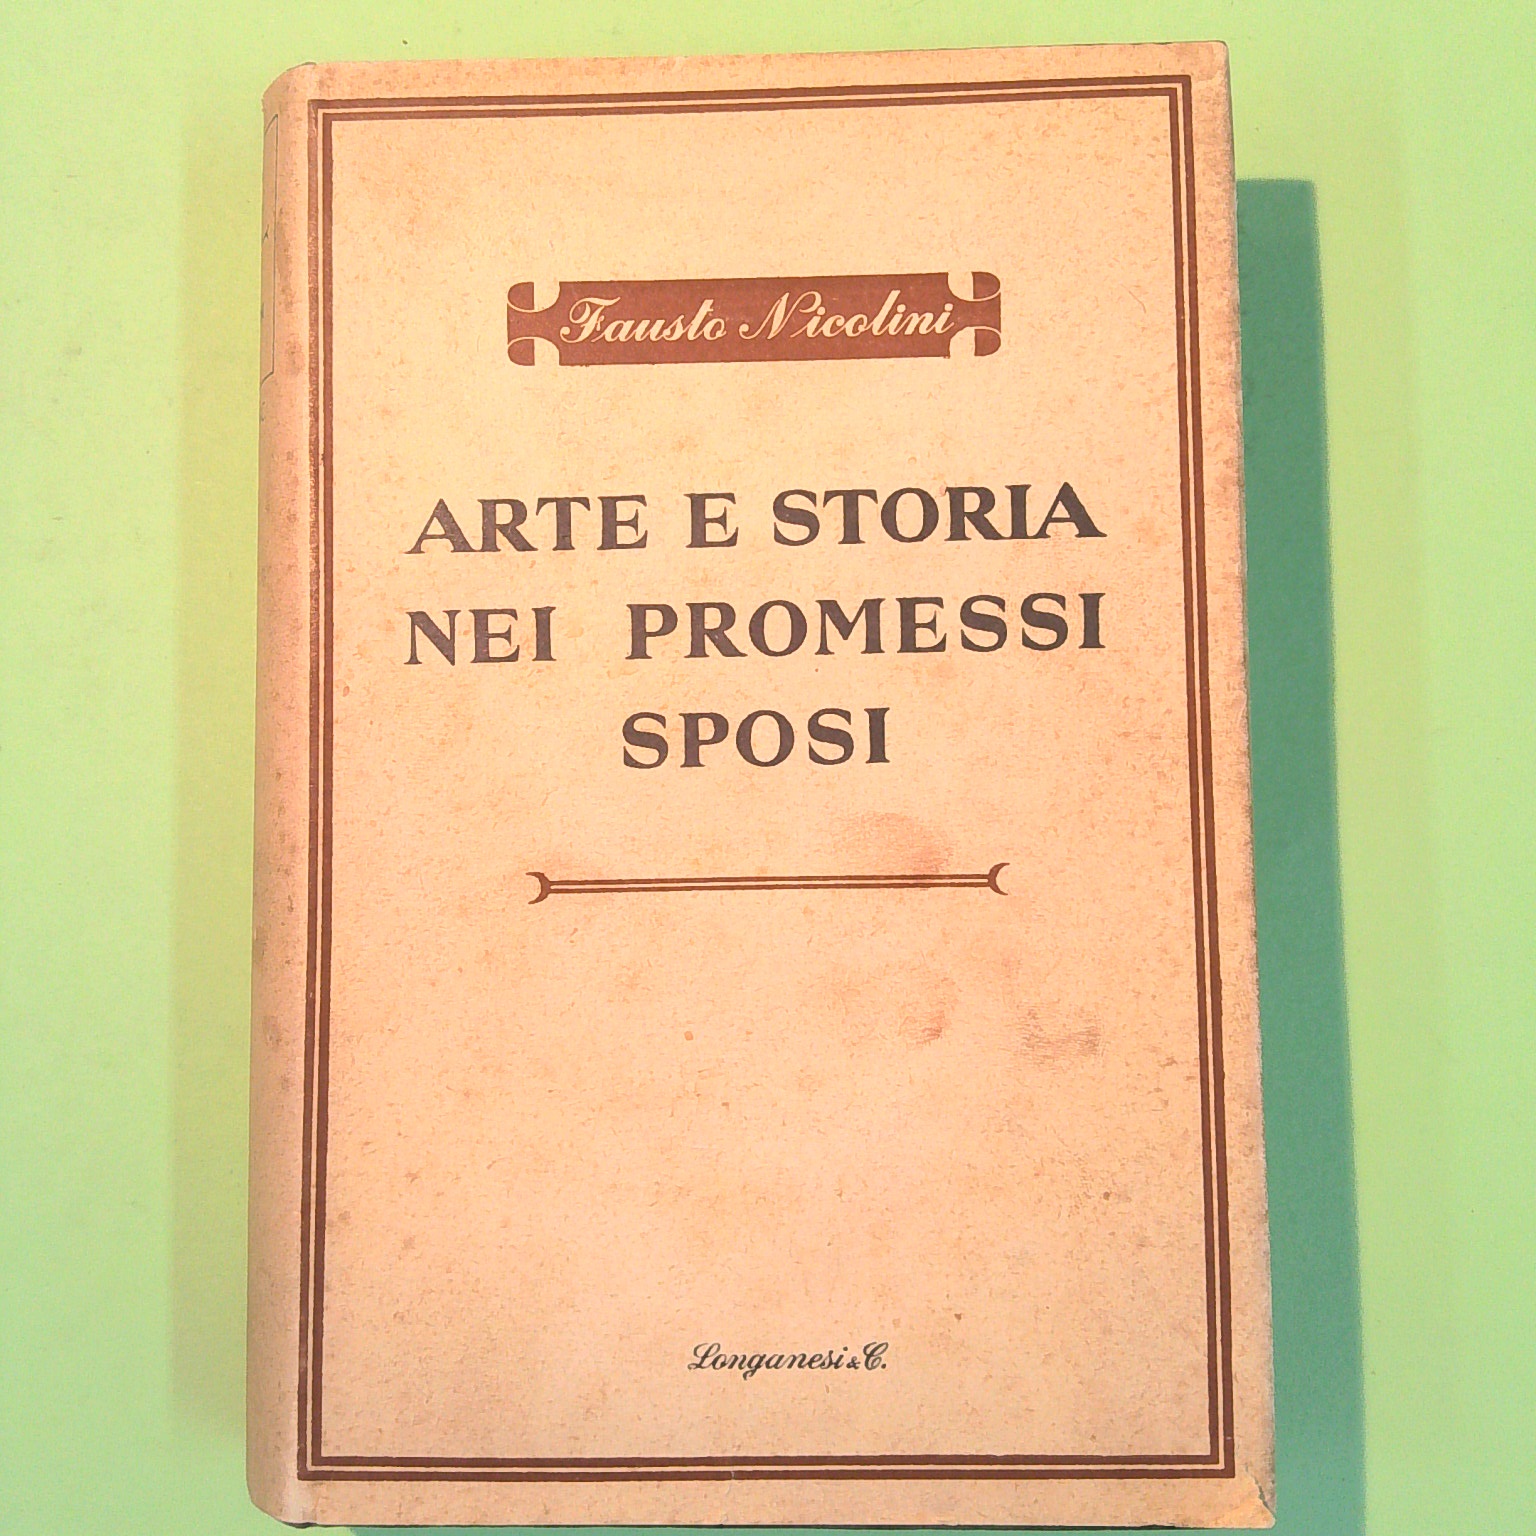 Fausto Nicolini
ARTE E STORIA
NEI PROMESSI
SPOSI
Longanesi & C.